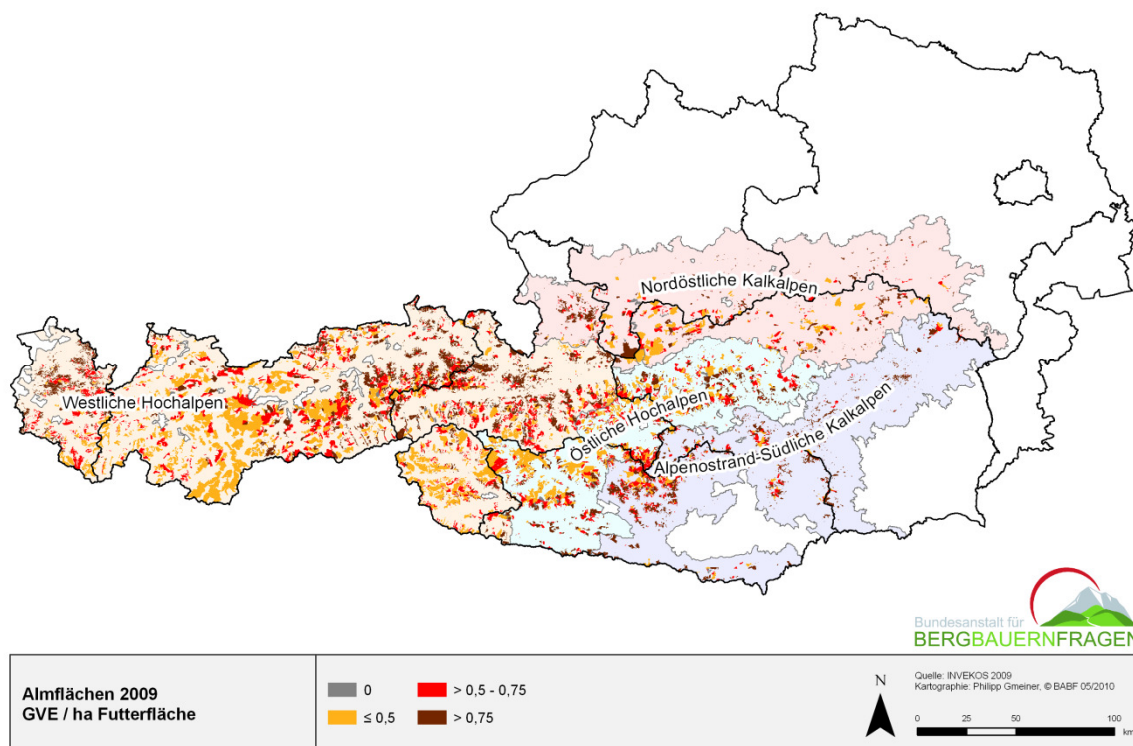 Nordöstliche Kalkalpen
Westliche Hochalpen
Östliche Hochalpen
Alpenostrand-Südliche Kalkalpen
Bundesanstalt für
BERGBAUERNFRAGEN
Almflächen 2009
GVE / ha Futterfläche
0
> 0,5 - 0,75
≤ 0,5
> 0,75
N
Quelle: INVEKOS 2009
Kartographie: Philipp Gmeiner, © BABF 05/2010
0 25 50 100
km